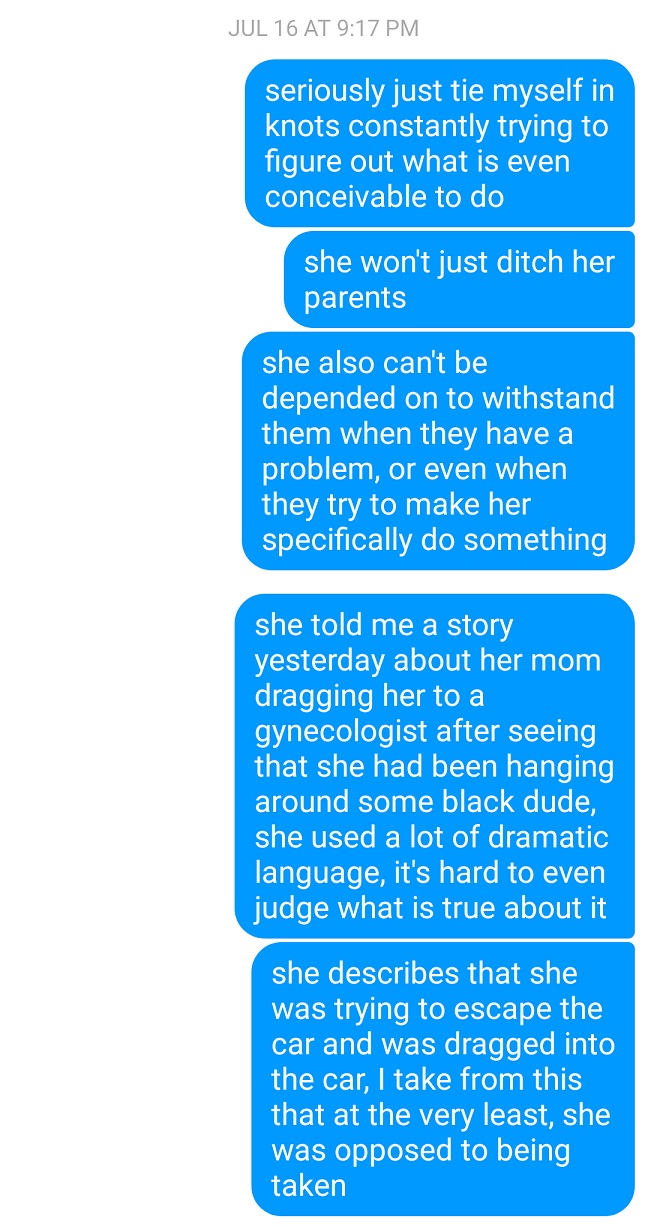 JUL 16 AT 9:17 PM
seriously just tie myself in
knots constantly trying to
figure out what is even
conceivable to do
she won't just ditch her
parents
she also can't be
depended on to withstand
them when they have a
problem, or even when
they try to make her
specifically do something
she told me a story
yesterday about her mom
dragging her to a
gynecologist after seeing
that she had been hanging
around some black dude,
she used a lot of dramatic
language, it's hard to even
judge what is true about it
she describes that she
was trying to escape the
car and was dragged into
the car, I take from this
that at the very least, she
was opposed to being
taken